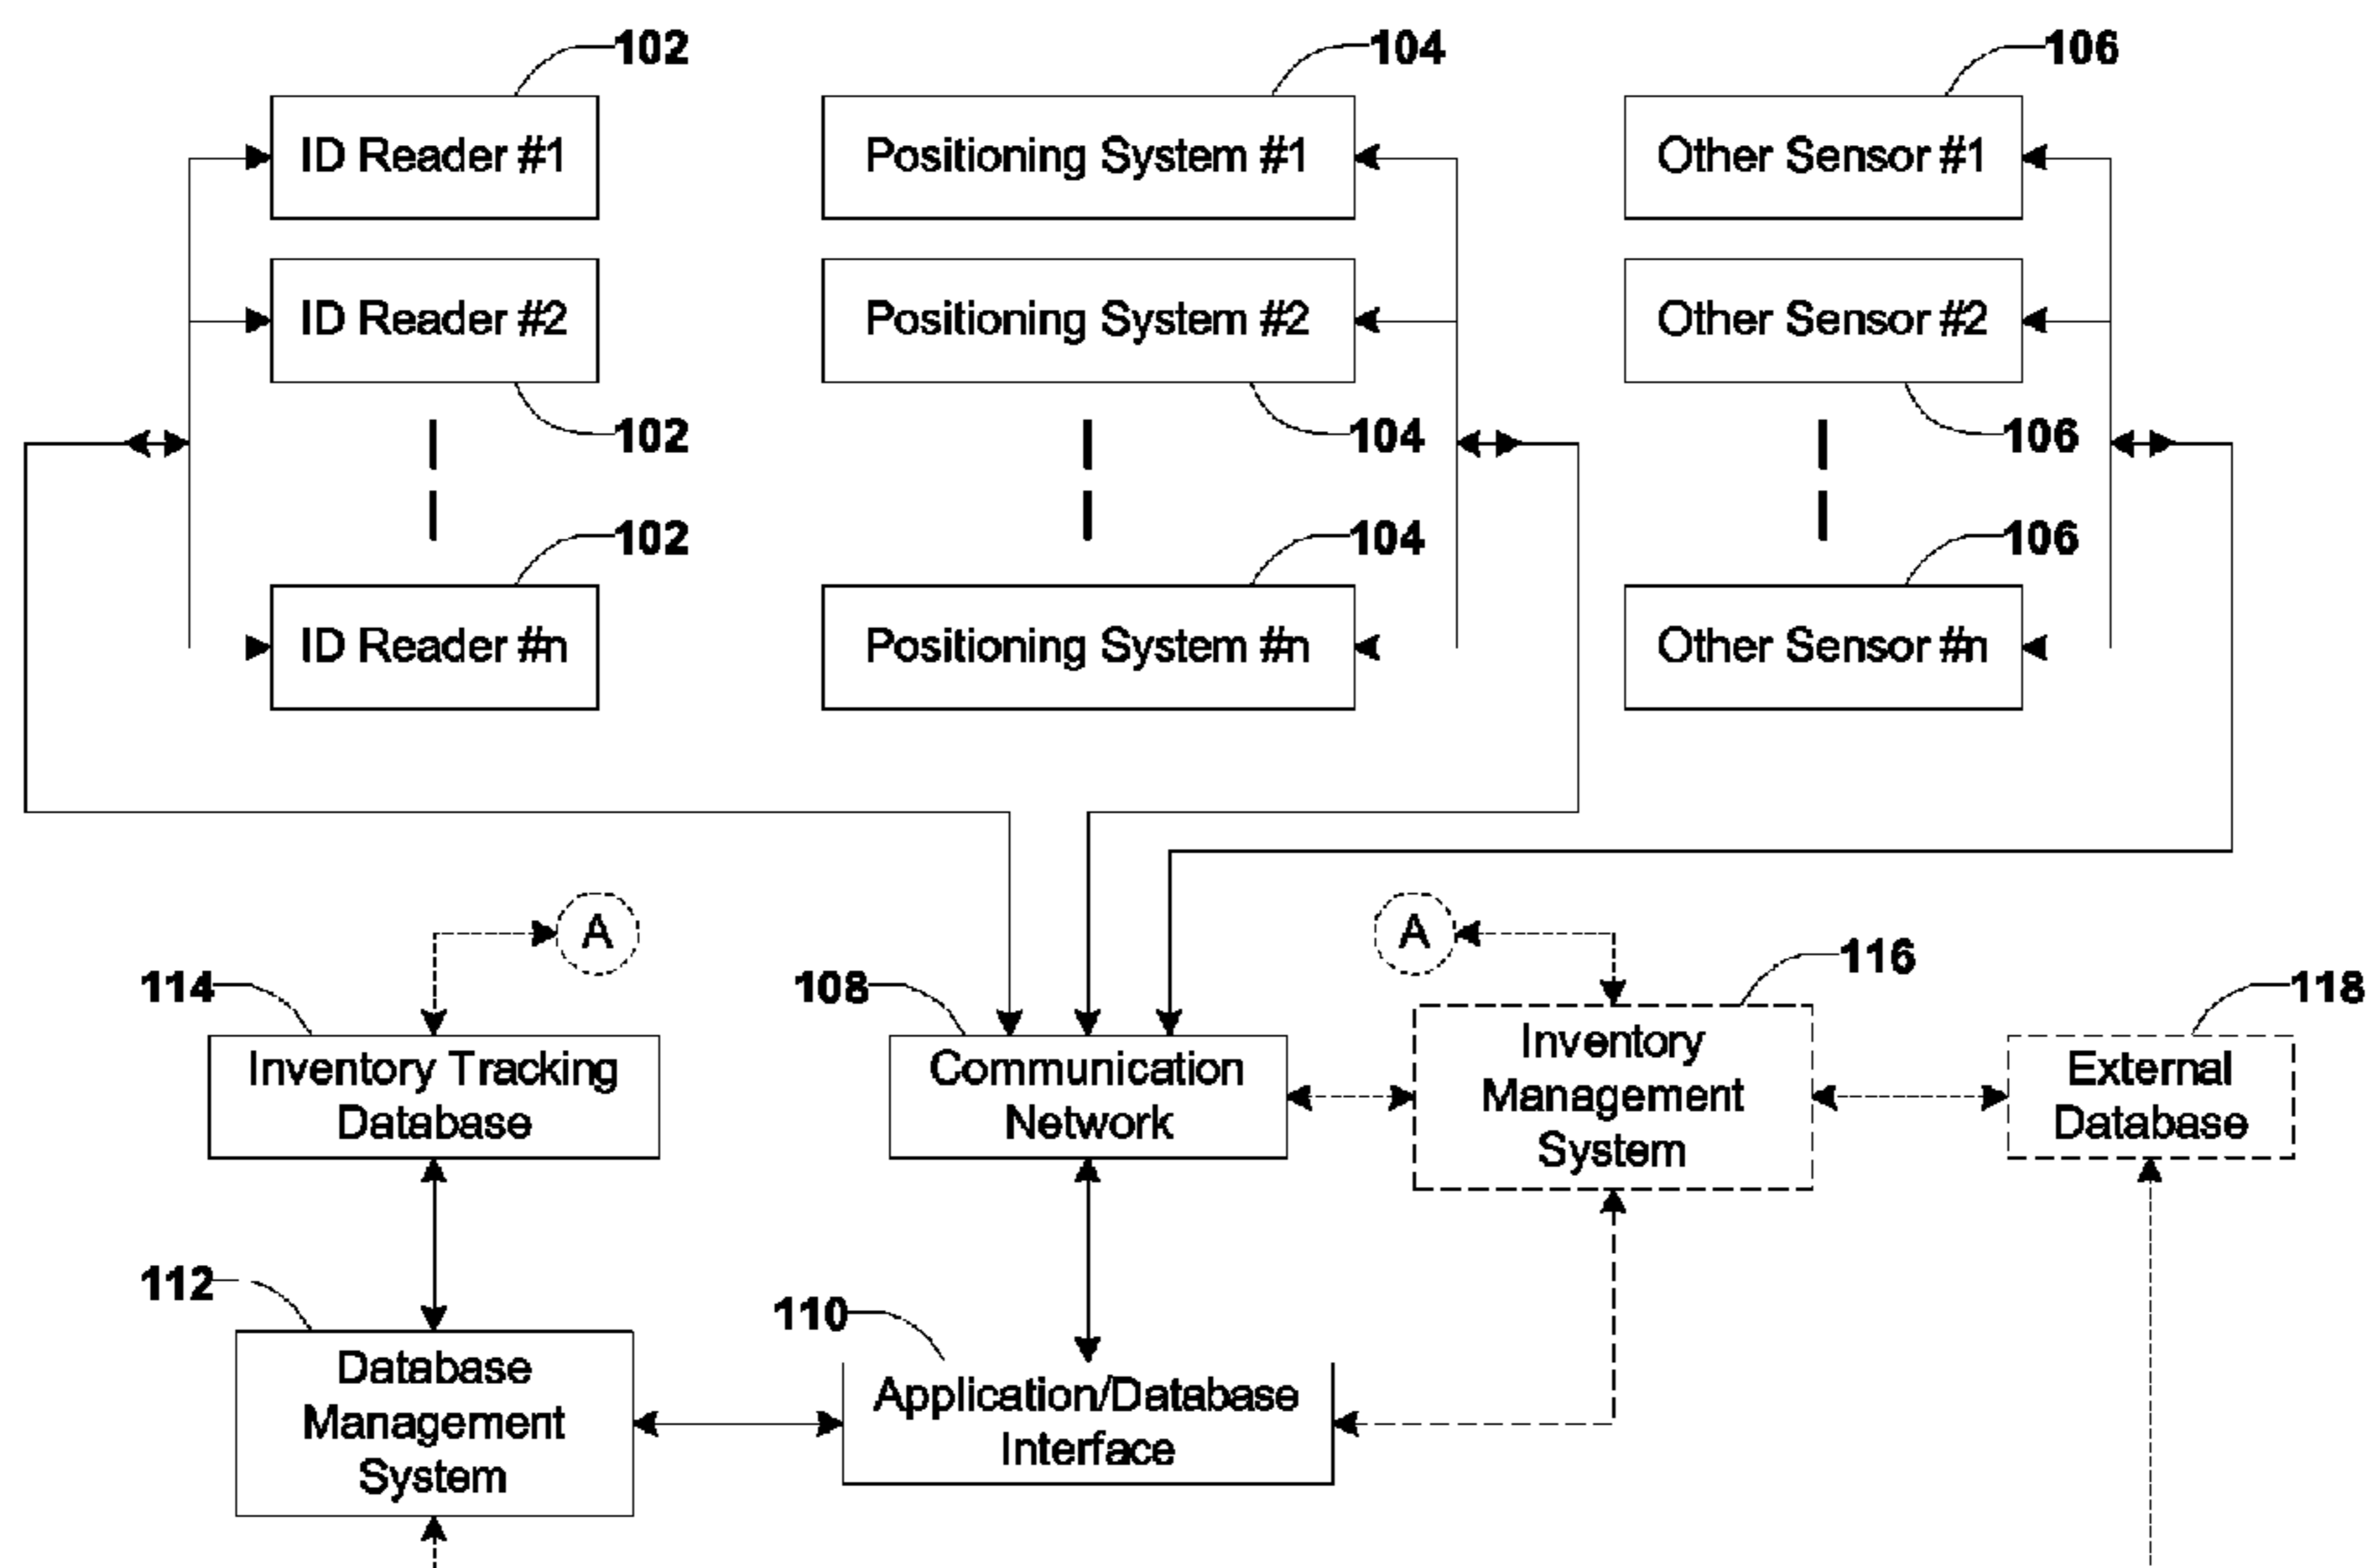 102
104
106
ID Reader #1
Positioning System #1
Other Sensor #1
ID Reader #2
Positioning System #2
Other Sensor #2
102
104
106
102
104
106
ID Reader #n
Positioning System #n
Other Sensor #n
A
A
114
108
116
118
Inventory Tracking
Database
Communication
Network
Inventory
Management
System
External
Database
112
110
Database
Management
System
Application/Database
Interface